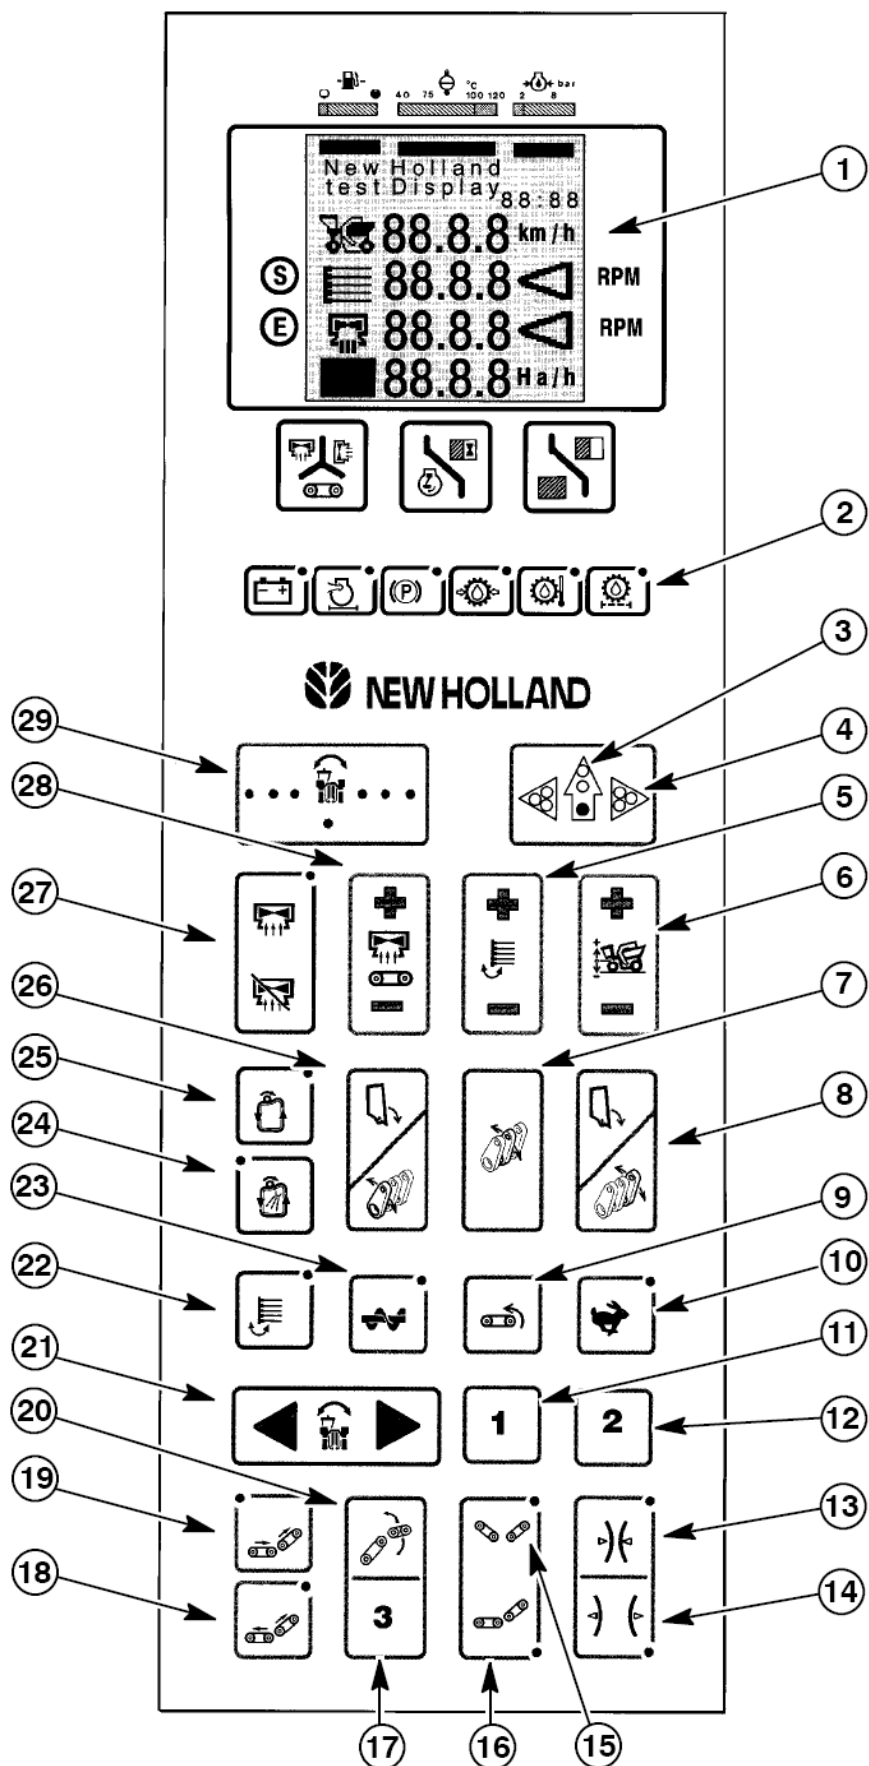 °C
bar
40 75 100 120 2 8
New Holland
test Display
88:88
88.8.8 km/h
S 88.8.8 RPM
E 88.8.8 RPM
88.8.8 Ha/h
1
2
(P)
3
NEW HOLLAND
29
4
28
5
27
6
26
7
25
8
24
23
9
22
10
21
11
20
1 2
12
19
13
18
3
14
17
16
15